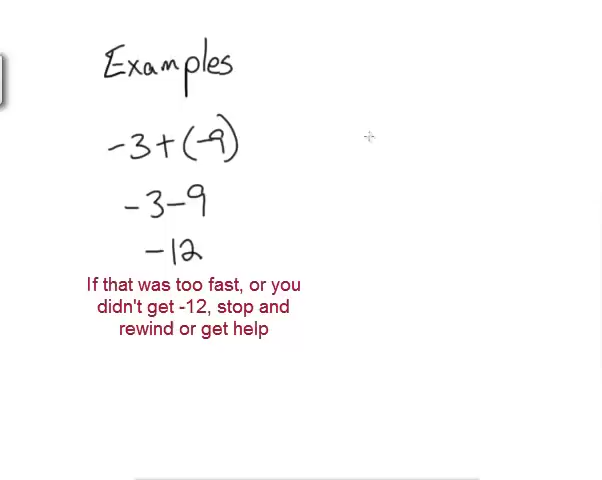 Examples
-3+(-9)
-3-9
-12
If that was too fast, or you
didn't get -12, stop and
rewind or get help